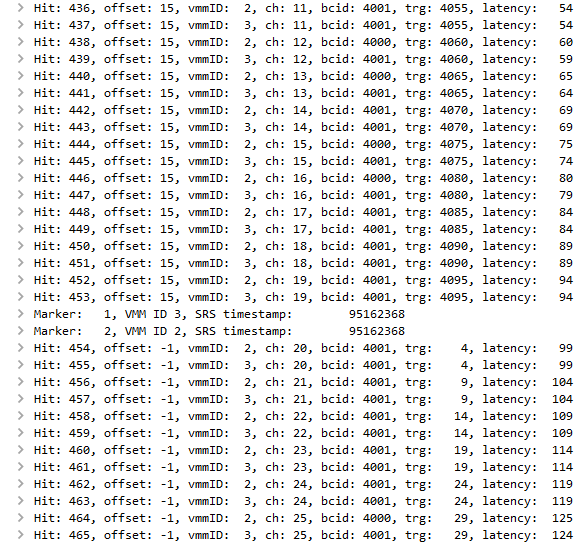 > Hit: 436, offset: 15, vmmID:  2, ch: 11, bcid: 4001, trg: 4055, latency:   54
> Hit: 437, offset: 15, vmmID:  3, ch: 11, bcid: 4001, trg: 4055, latency:   54
> Hit: 438, offset: 15, vmmID:  2, ch: 12, bcid: 4000, trg: 4060, latency:   60
> Hit: 439, offset: 15, vmmID:  3, ch: 12, bcid: 4001, trg: 4060, latency:   59
> Hit: 440, offset: 15, vmmID:  2, ch: 13, bcid: 4000, trg: 4065, latency:   65
> Hit: 441, offset: 15, vmmID:  3, ch: 13, bcid: 4001, trg: 4065, latency:   64
> Hit: 442, offset: 15, vmmID:  2, ch: 14, bcid: 4001, trg: 4070, latency:   69
> Hit: 443, offset: 15, vmmID:  3, ch: 14, bcid: 4001, trg: 4070, latency:   69
> Hit: 444, offset: 15, vmmID:  2, ch: 15, bcid: 4000, trg: 4075, latency:   75
> Hit: 445, offset: 15, vmmID:  3, ch: 15, bcid: 4001, trg: 4075, latency:   74
> Hit: 446, offset: 15, vmmID:  2, ch: 16, bcid: 4000, trg: 4080, latency:   80
> Hit: 447, offset: 15, vmmID:  3, ch: 16, bcid: 4001, trg: 4080, latency:   79
> Hit: 448, offset: 15, vmmID:  2, ch: 17, bcid: 4001, trg: 4085, latency:   84
> Hit: 449, offset: 15, vmmID:  3, ch: 17, bcid: 4001, trg: 4085, latency:   84
> Hit: 450, offset: 15, vmmID:  2, ch: 18, bcid: 4001, trg: 4090, latency:   89
> Hit: 451, offset: 15, vmmID:  3, ch: 18, bcid: 4001, trg: 4090, latency:   89
> Hit: 452, offset: 15, vmmID:  2, ch: 19, bcid: 4001, trg: 4095, latency:   94
> Hit: 453, offset: 15, vmmID:  3, ch: 19, bcid: 4001, trg: 4095, latency:   94
> Marker:   1, VMM ID 3, SRS timestamp:        95162368
> Marker:   2, VMM ID 2, SRS timestamp:        95162368
> Hit: 454, offset: -1, vmmID:  2, ch: 20, bcid: 4001, trg:    4, latency:   99
> Hit: 455, offset: -1, vmmID:  3, ch: 20, bcid: 4001, trg:    4, latency:   99
> Hit: 456, offset: -1, vmmID:  2, ch: 21, bcid: 4001, trg:    9, latency:  104
> Hit: 457, offset: -1, vmmID:  3, ch: 21, bcid: 4001, trg:    9, latency:  104
> Hit: 458, offset: -1, vmmID:  2, ch: 22, bcid: 4001, trg:   14, latency:  109
> Hit: 459, offset: -1, vmmID:  3, ch: 22, bcid: 4001, trg:   14, latency:  109
> Hit: 460, offset: -1, vmmID:  2, ch: 23, bcid: 4001, trg:   19, latency:  114
> Hit: 461, offset: -1, vmmID:  3, ch: 23, bcid: 4001, trg:   19, latency:  114
> Hit: 462, offset: -1, vmmID:  2, ch: 24, bcid: 4001, trg:   24, latency:  119
> Hit: 463, offset: -1, vmmID:  3, ch: 24, bcid: 4001, trg:   24, latency:  119
> Hit: 464, offset: -1, vmmID:  2, ch: 25, bcid: 4000, trg:   29, latency:  125
> Hit: 465, offset: -1, vmmID:  3, ch: 25, bcid: 4001, trg:   29, latency:  124